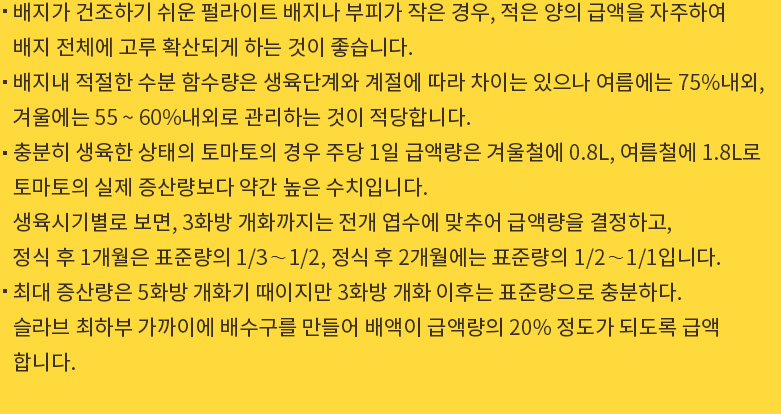 · 배지가 건조하기 쉬운 펄라이트 배지나 부피가 작은 경우, 적은 양의 급액을 자주하여
배지 전체에 고루 확산되게 하는 것이 좋습니다.
· 배지내 적절한 수분 함수량은 생육단계와 계절에 따라 차이는 있으나 여름에는 75%내외,
겨울에는 55 ~ 60%내외로 관리하는 것이 적당합니다.
· 충분히 생육한 상태의 토마토의 경우 주당 1일 급액량은 겨울철에 0.8L, 여름철에 1.8L로
토마토의 실제 증산량보다 약간 높은 수치입니다.
생육시기별로 보면, 3화방 개화까지는 전개 엽수에 맞추어 급액량을 결정하고,
정식 후 1개월은 표준량의 1/3～1/2, 정식 후 2개월에는 표준량의 1/2～1/1입니다.
· 최대 증산량은 5화방 개화기 때이지만 3화방 개화 이후는 표준량으로 충분하다.
슬라브 최하부 가까이에 배수구를 만들어 배액이 급액량의 20% 정도가 되도록 급액
합니다.